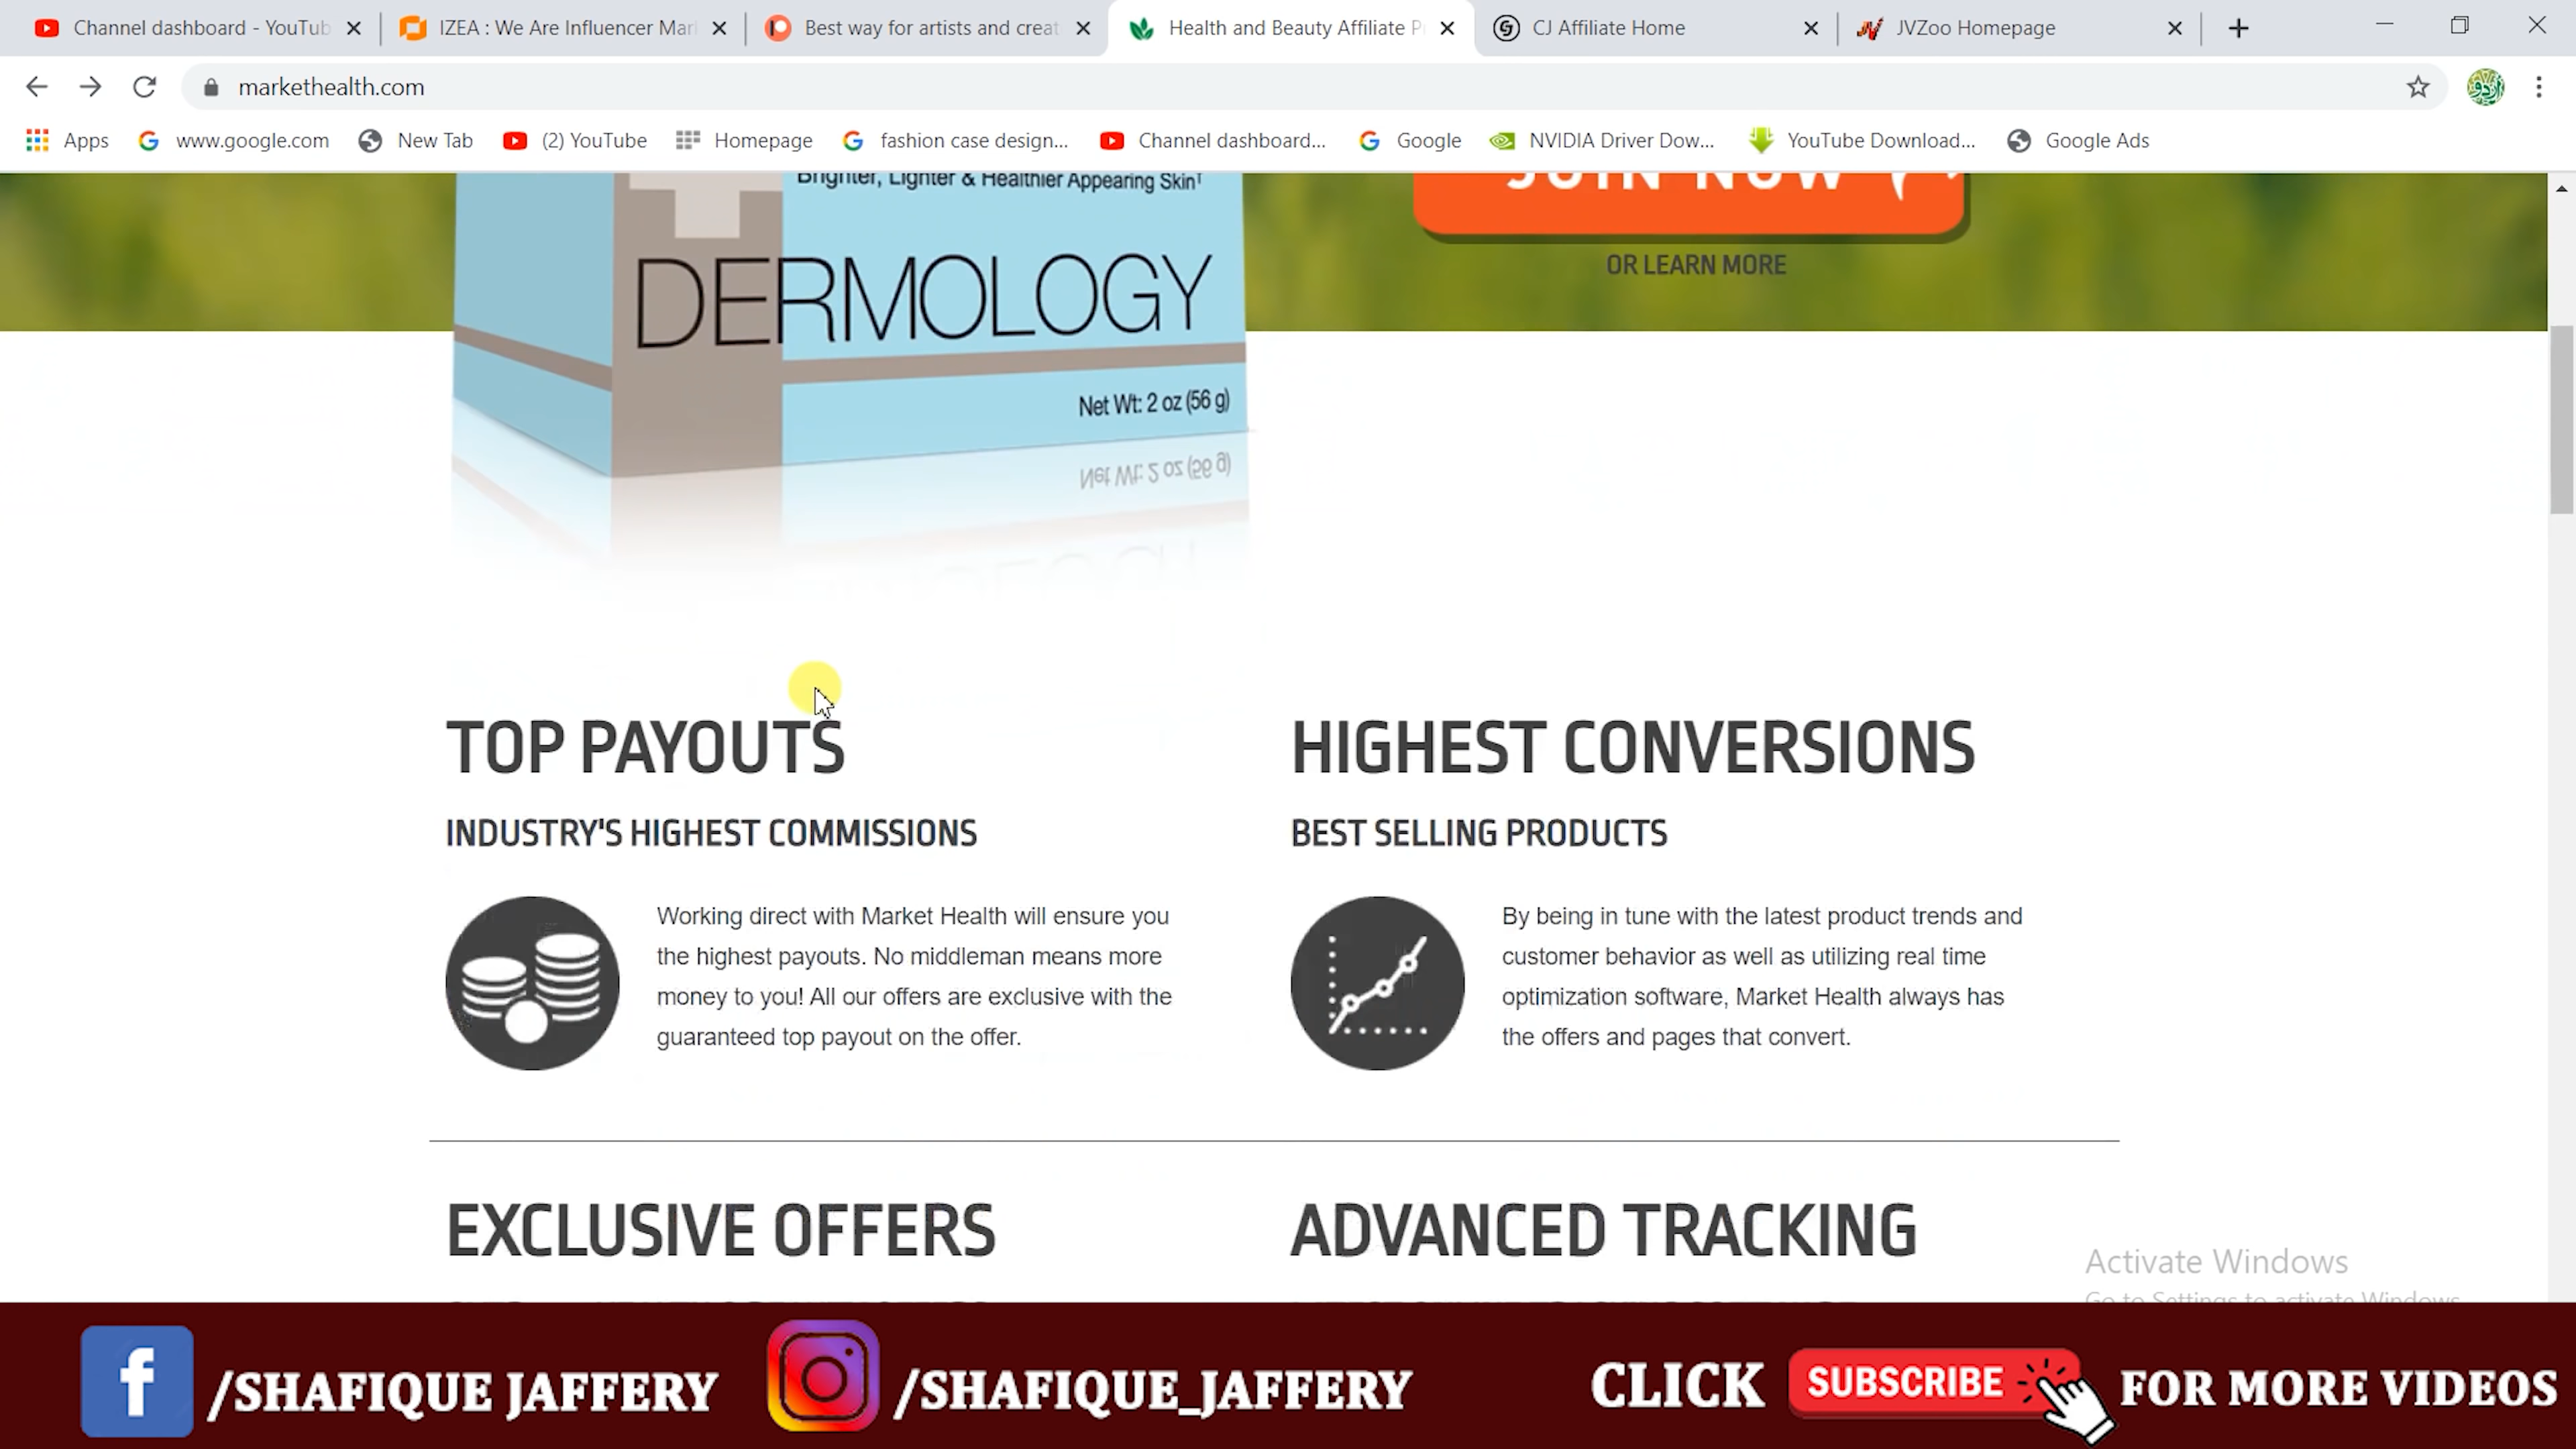 Channel dashboard - YouTub
IZEA : We Are Influencer Mar
Best way for artists and creat
Health and Beauty Affiliate P
CJ Affiliate Home
JVZoo Homepage
markethealth.com
Apps
www.google.com
New Tab
(2) YouTube
Homepage
fashion case design...
Channel dashboard...
Google
NVIDIA Driver Dow...
YouTube Download...
Google Ads
Brighter, Lighter & Healthier Appearing Skin†
JOIN NOW
DERMOLOGY
OR LEARN MORE
Net Wt: 2 oz (56 g)
TOP PAYOUTS
INDUSTRY'S HIGHEST COMMISSIONS
Working direct with Market Health will ensure you
the highest payouts. No middleman means more
money to you! All our offers are exclusive with the
guaranteed top payout on the offer.
HIGHEST CONVERSIONS
BEST SELLING PRODUCTS
By being in tune with the latest product trends and
customer behavior as well as utilizing real time
optimization software, Market Health always has
the offers and pages that convert.
EXCLUSIVE OFFERS
ADVANCED TRACKING
Activate Windows
Go to Settings to activate Windows.
/SHAFIQUE JAFFERY
/SHAFIQUE_JAFFERY
CLICK SUBSCRIBE FOR MORE VIDEOS